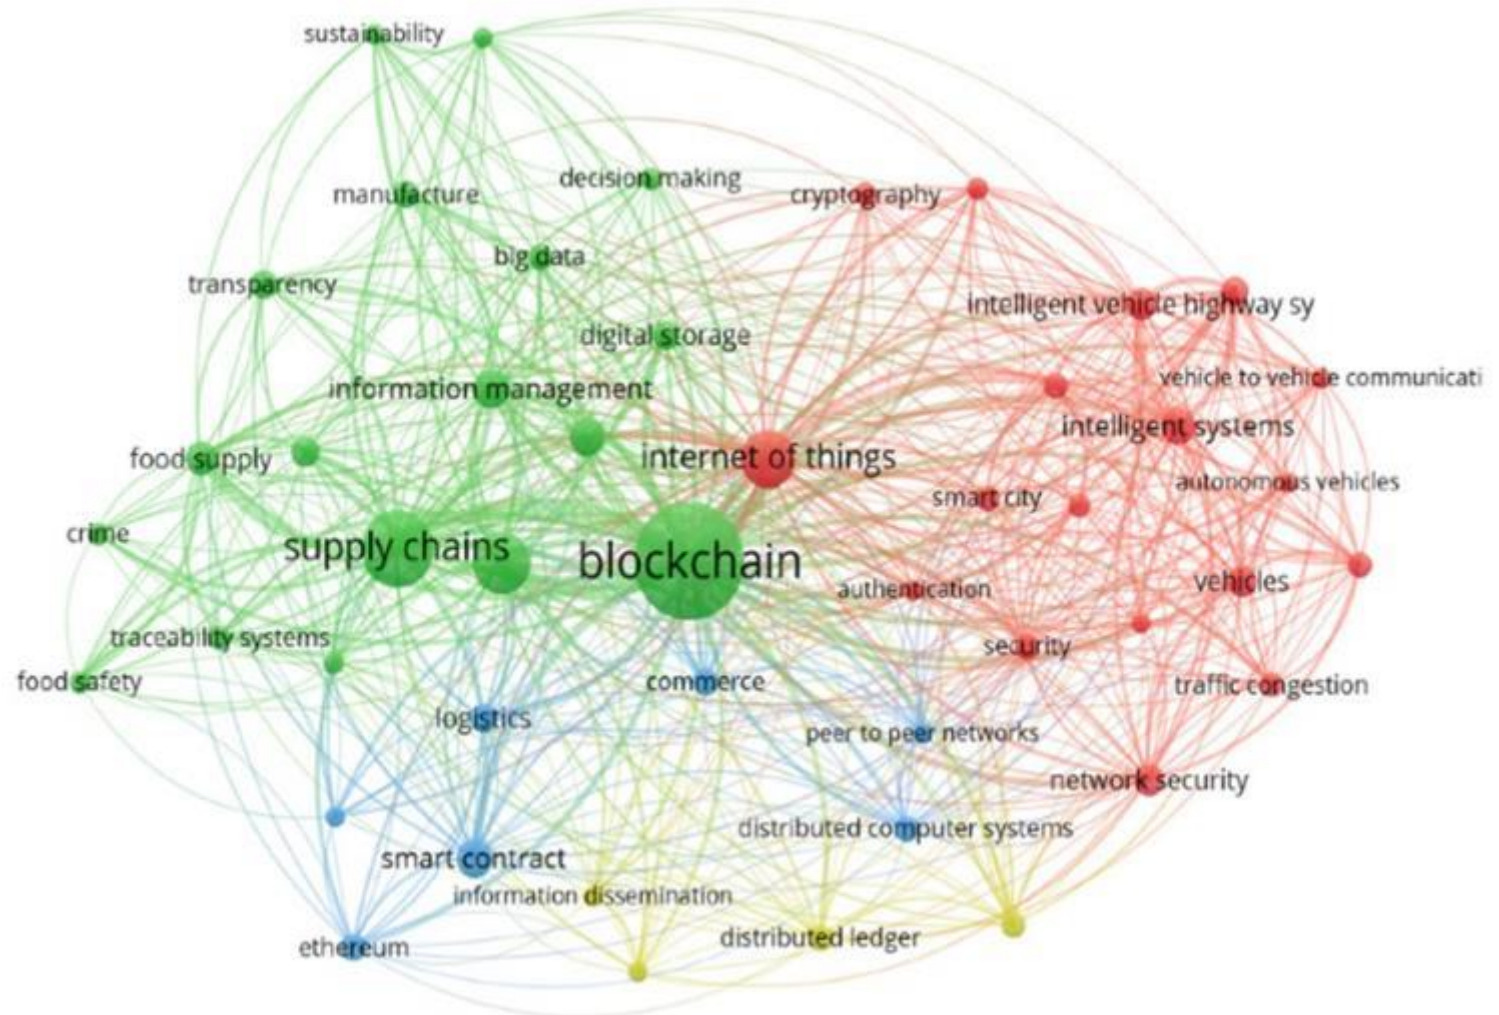 sustainability
decision making
manufacture
cryptography
big data
transparency
intelligent vehicle highway sy
digital storage
vehicle to vehicle communicati
information management
intelligent systems
food supply
internet of things
autonomous vehicles
smart city
crime
supply chains
blockchain
vehicles
authentication
traceability systems
security
food safety
commerce
traffic congestion
logistics
peer to peer networks
network security
distributed computer systems
smart contract
information dissemination
distributed ledger
ethereum